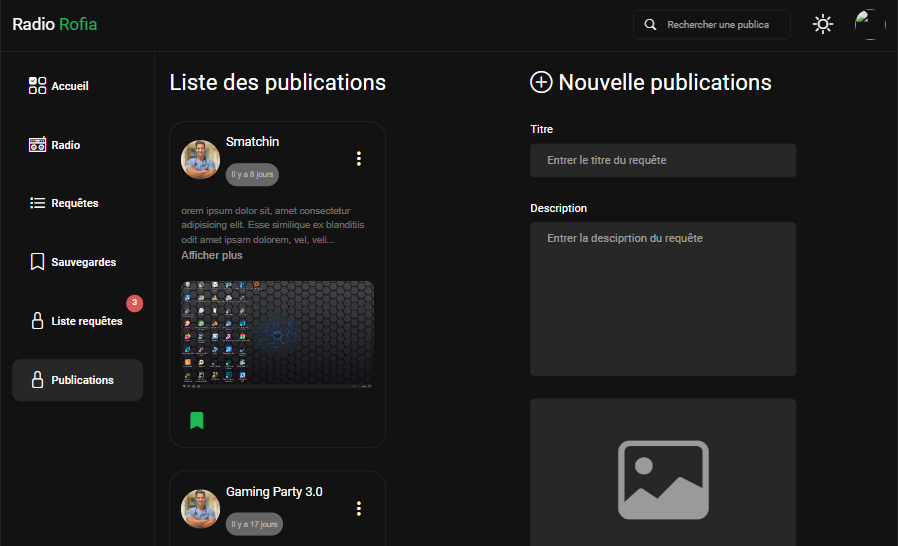 Radio Rofia
Rechercher une publica
Accueil
Radio
Requêtes
Sauvegardes
3
Liste requêtes
Publications
Liste des publications
Smatchin
Il y a 8 jours
orem ipsum dolor sit, amet consectetur
adipisicing elit. Esse similique ex blanditiis
odit amet ipsam dolorem, vel, veli...
Afficher plus
Gaming Party 3.0
Il y a 17 jours
Nouvelle publications
Titre
Entrer le titre du requête
Description
Entrer la desciprtion du requête